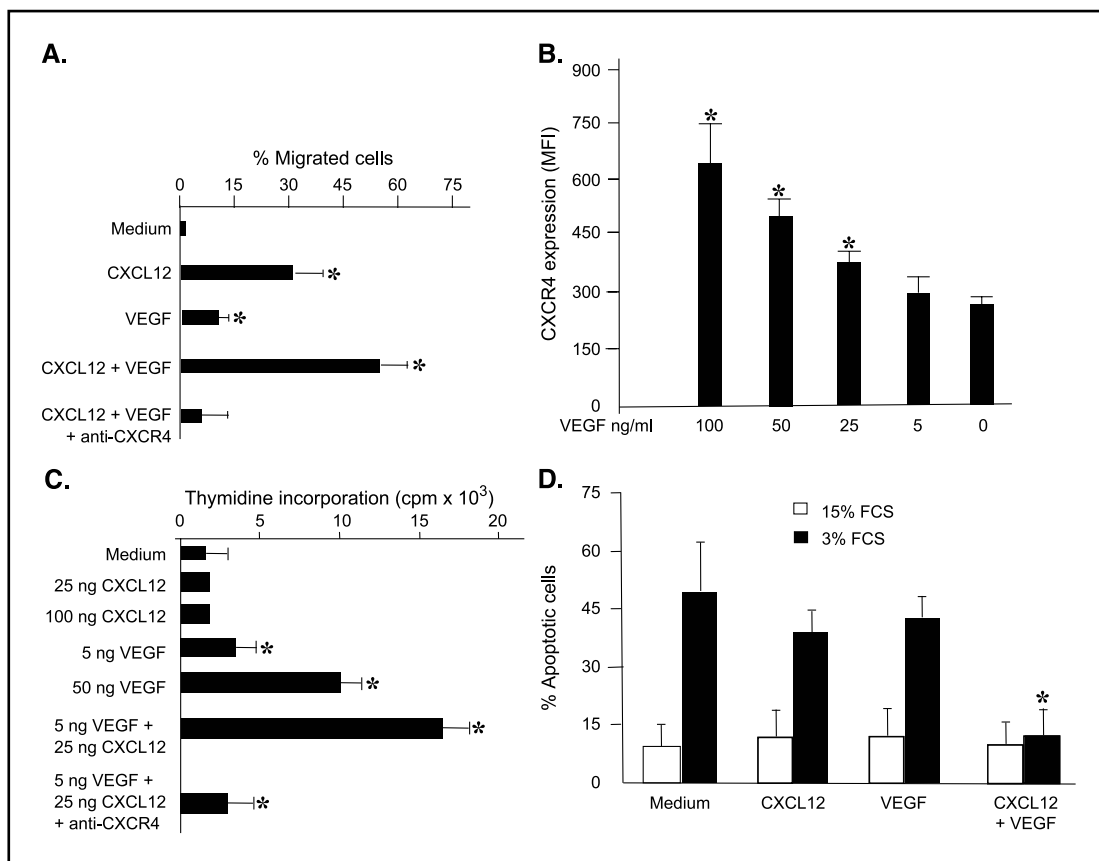 A.
% Migrated cells
0 15 30 45 60 75
Medium
*
CXCL12
*
VEGF
*
CXCL12 + VEGF
CXCL12 + VEGF
+ anti-CXCR4
B.
CXCR4 expression (MFI)
900
750
600
450
300
150
0
*
*
*
VEGF ng/ml 100 50 25 5 0
C.
Thymidine incorporation (cpm x 10³)
0 5 10 15 20
Medium
25 ng CXCL12
100 ng CXCL12
5 ng VEGF
*
50 ng VEGF
*
5 ng VEGF +
25 ng CXCL12
*
5 ng VEGF +
25 ng CXCL12
+ anti-CXCR4
*
D.
% Apoptotic cells
75
60
45
30
15
0
15% FCS
3% FCS
*
Medium CXCL12 VEGF CXCL12
+ VEGF